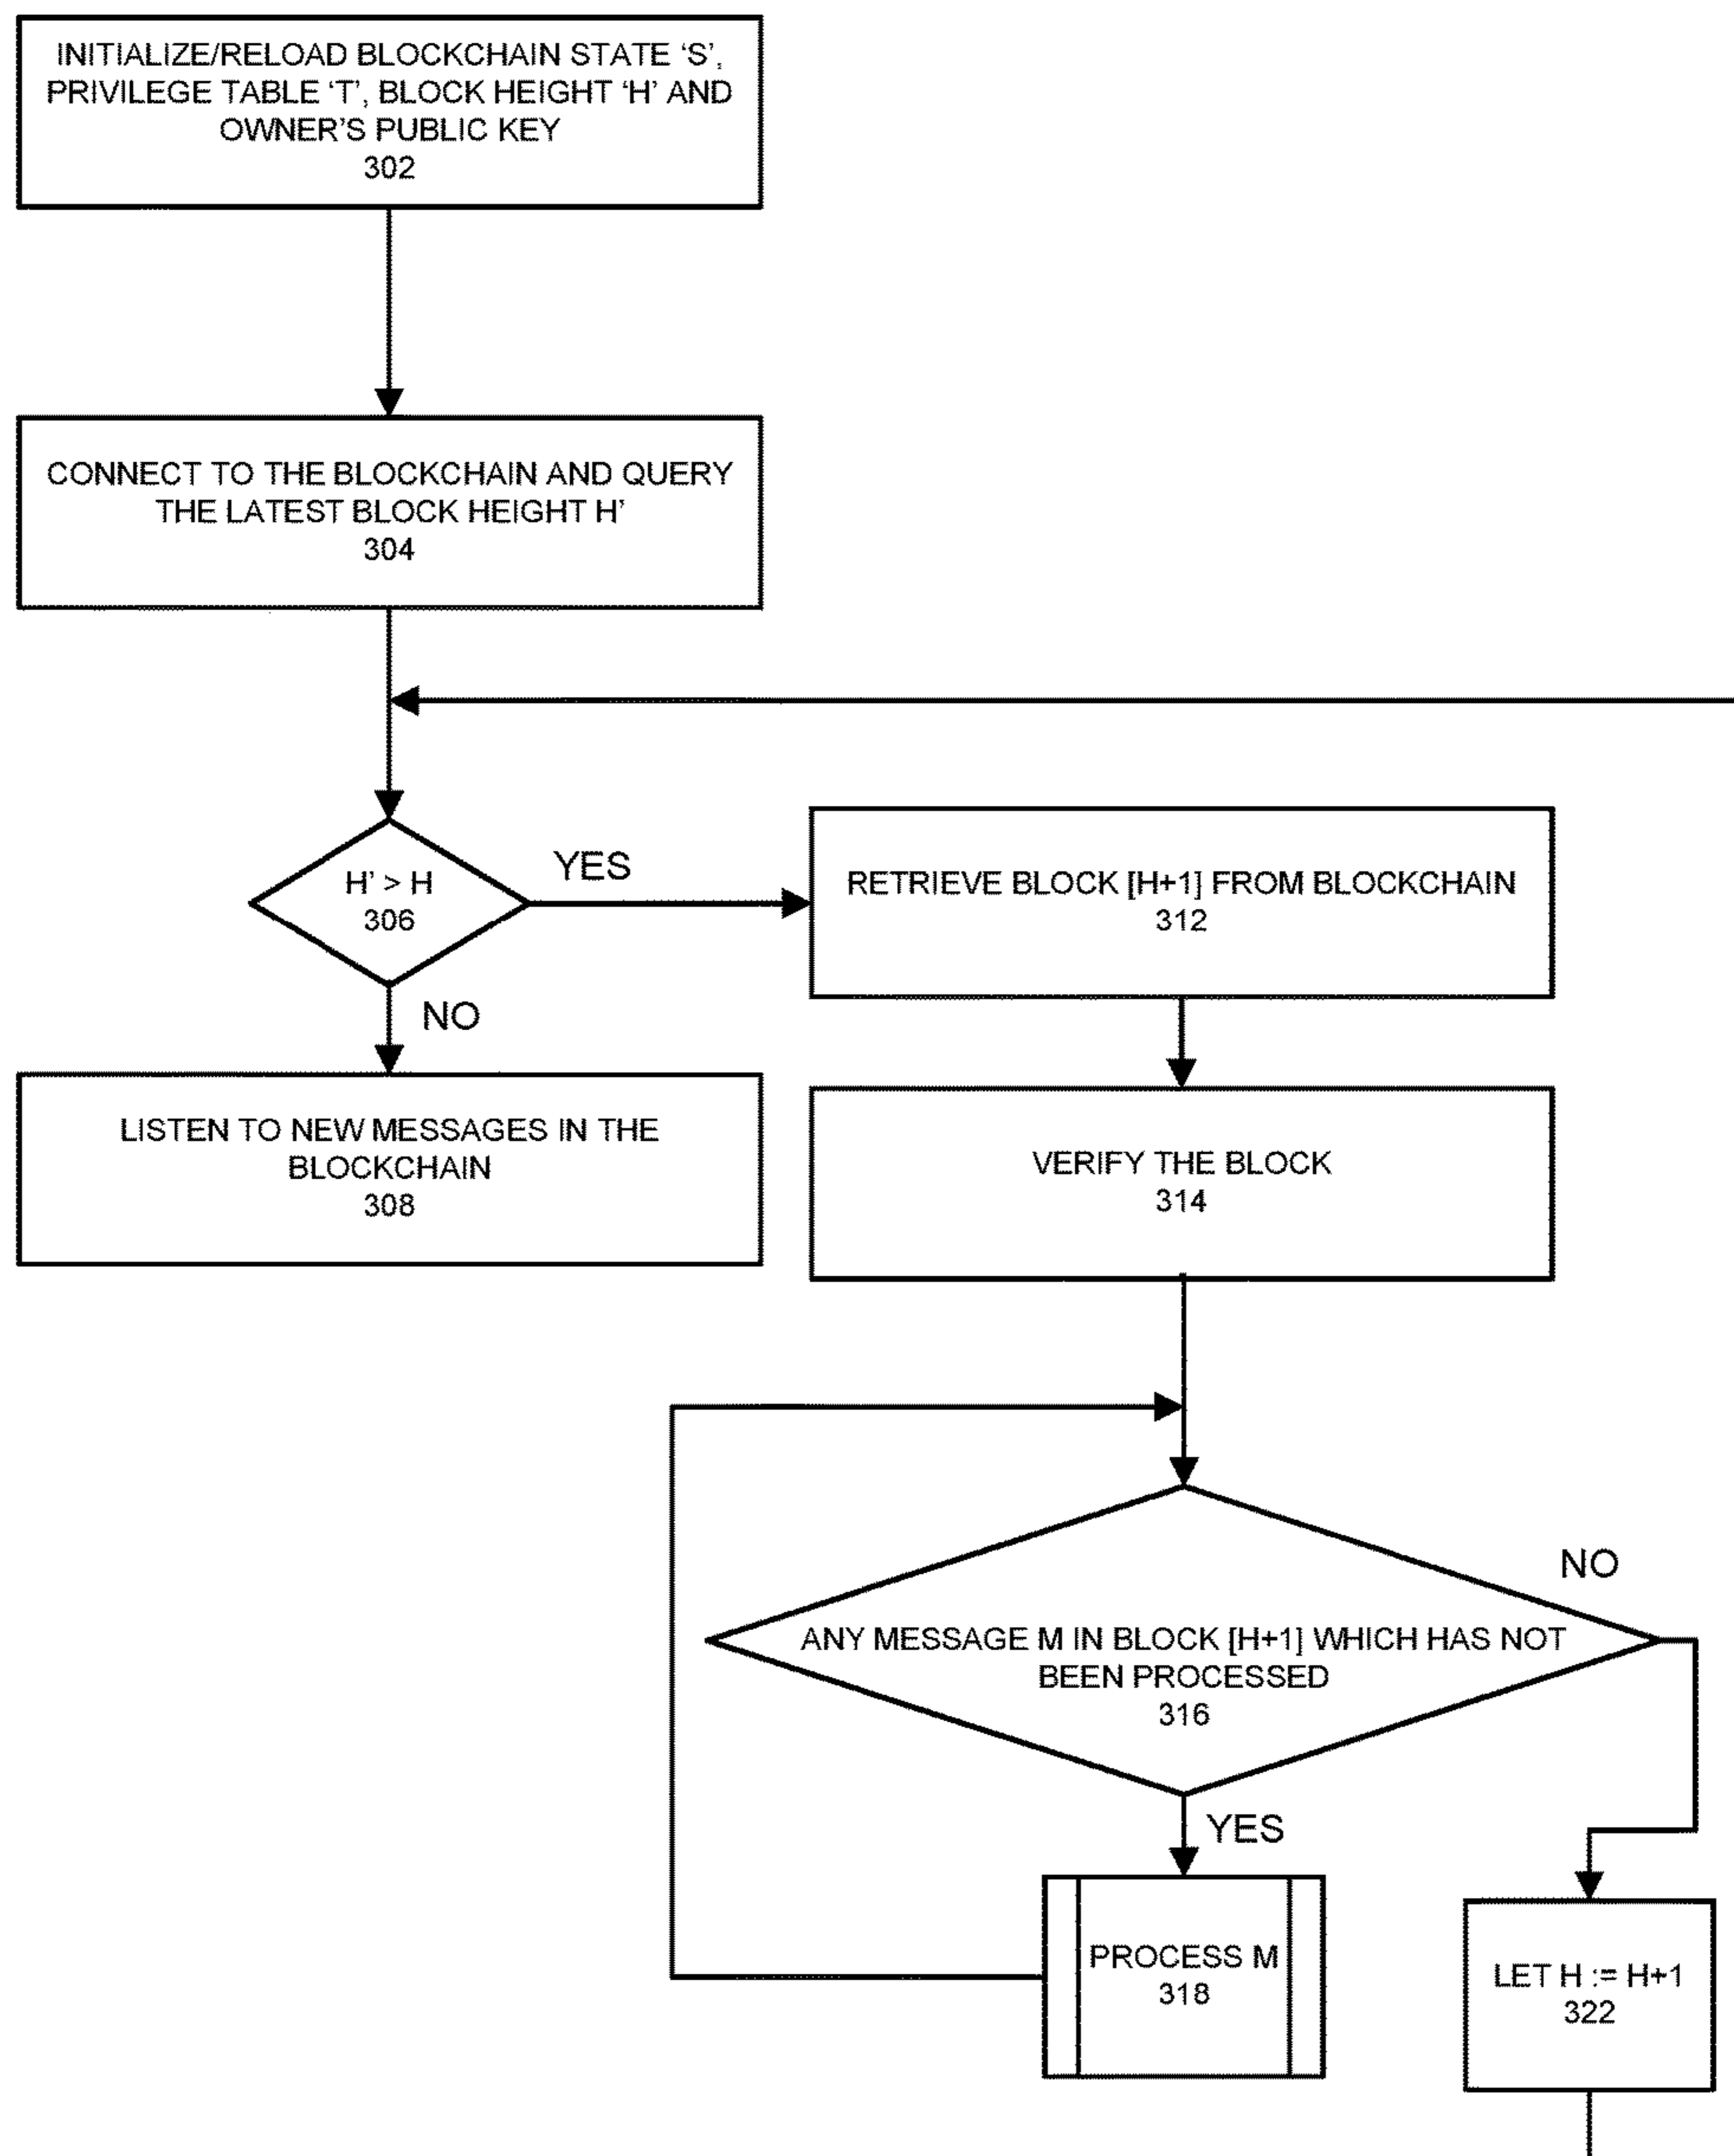 INITIALIZE/RELOAD BLOCKCHAIN STATE ‘S’,
PRIVILEGE TABLE ‘T’, BLOCK HEIGHT ‘H’ AND
OWNER’S PUBLIC KEY
302
CONNECT TO THE BLOCKCHAIN AND QUERY
THE LATEST BLOCK HEIGHT H’
304
H’ > H
306
YES
NO
RETRIEVE BLOCK [H+1] FROM BLOCKCHAIN
312
LISTEN TO NEW MESSAGES IN THE
BLOCKCHAIN
308
VERIFY THE BLOCK
314
ANY MESSAGE M IN BLOCK [H+1] WHICH HAS NOT
BEEN PROCESSED
316
NO
YES
PROCESS M
318
LET H := H+1
322